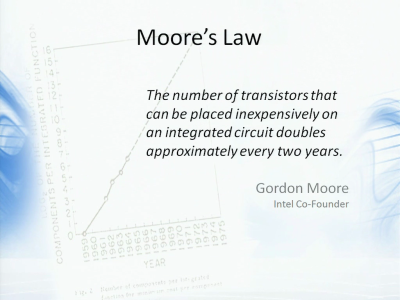 Moore's Law
The number of transistors that
can be placed inexpensively on
an integrated circuit doubles
approximately every two years.
Gordon Moore
Intel Co-Founder
COMPONENTS PER INTEGRATED FUNCTION
1959
1960
1961
1962
1963
1964
1965
1966
1967
1968
1969
1970
1971
1972
1973
1974
1975
YEAR